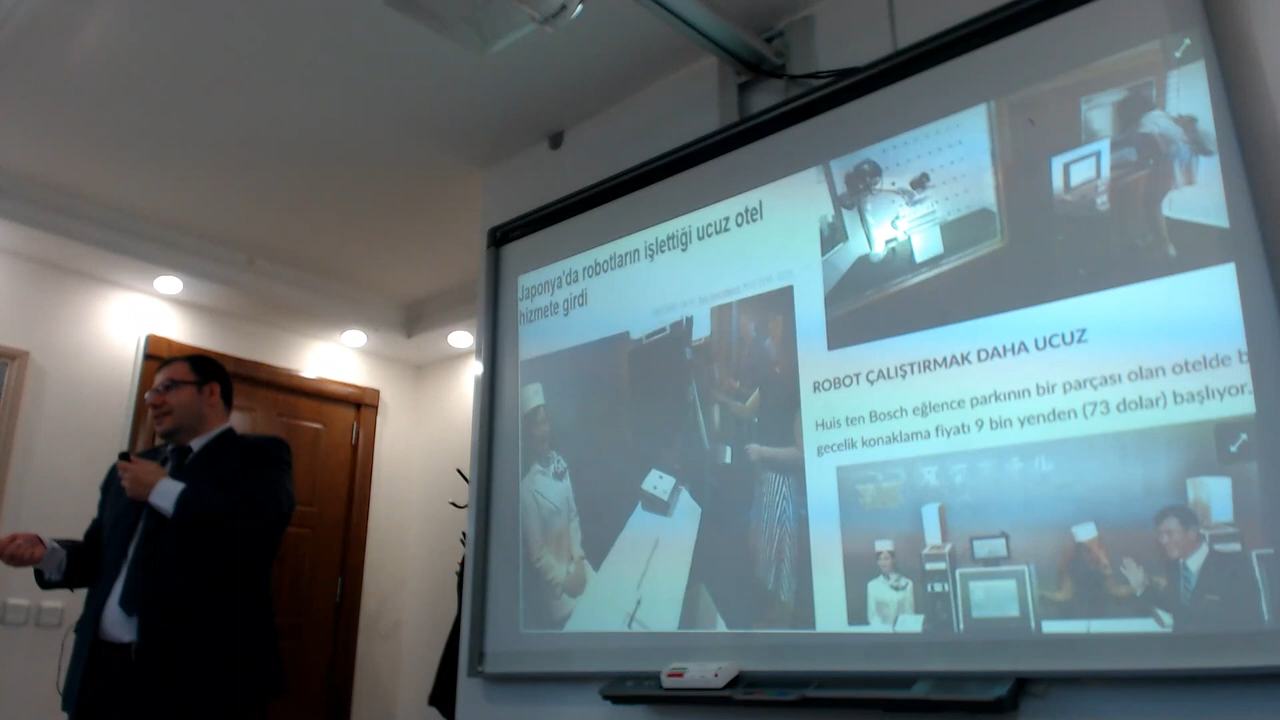 Japonya'da robotların işlettiği ucuz otel
hizmete girdi
ROBOT ÇALIŞTIRMAK DAHA UCUZ
Huis ten Bosch eğlence parkının bir parçası olan otelde b
gecelik konaklama fiyatı 9 bin yenden (73 dolar) başlıyor.